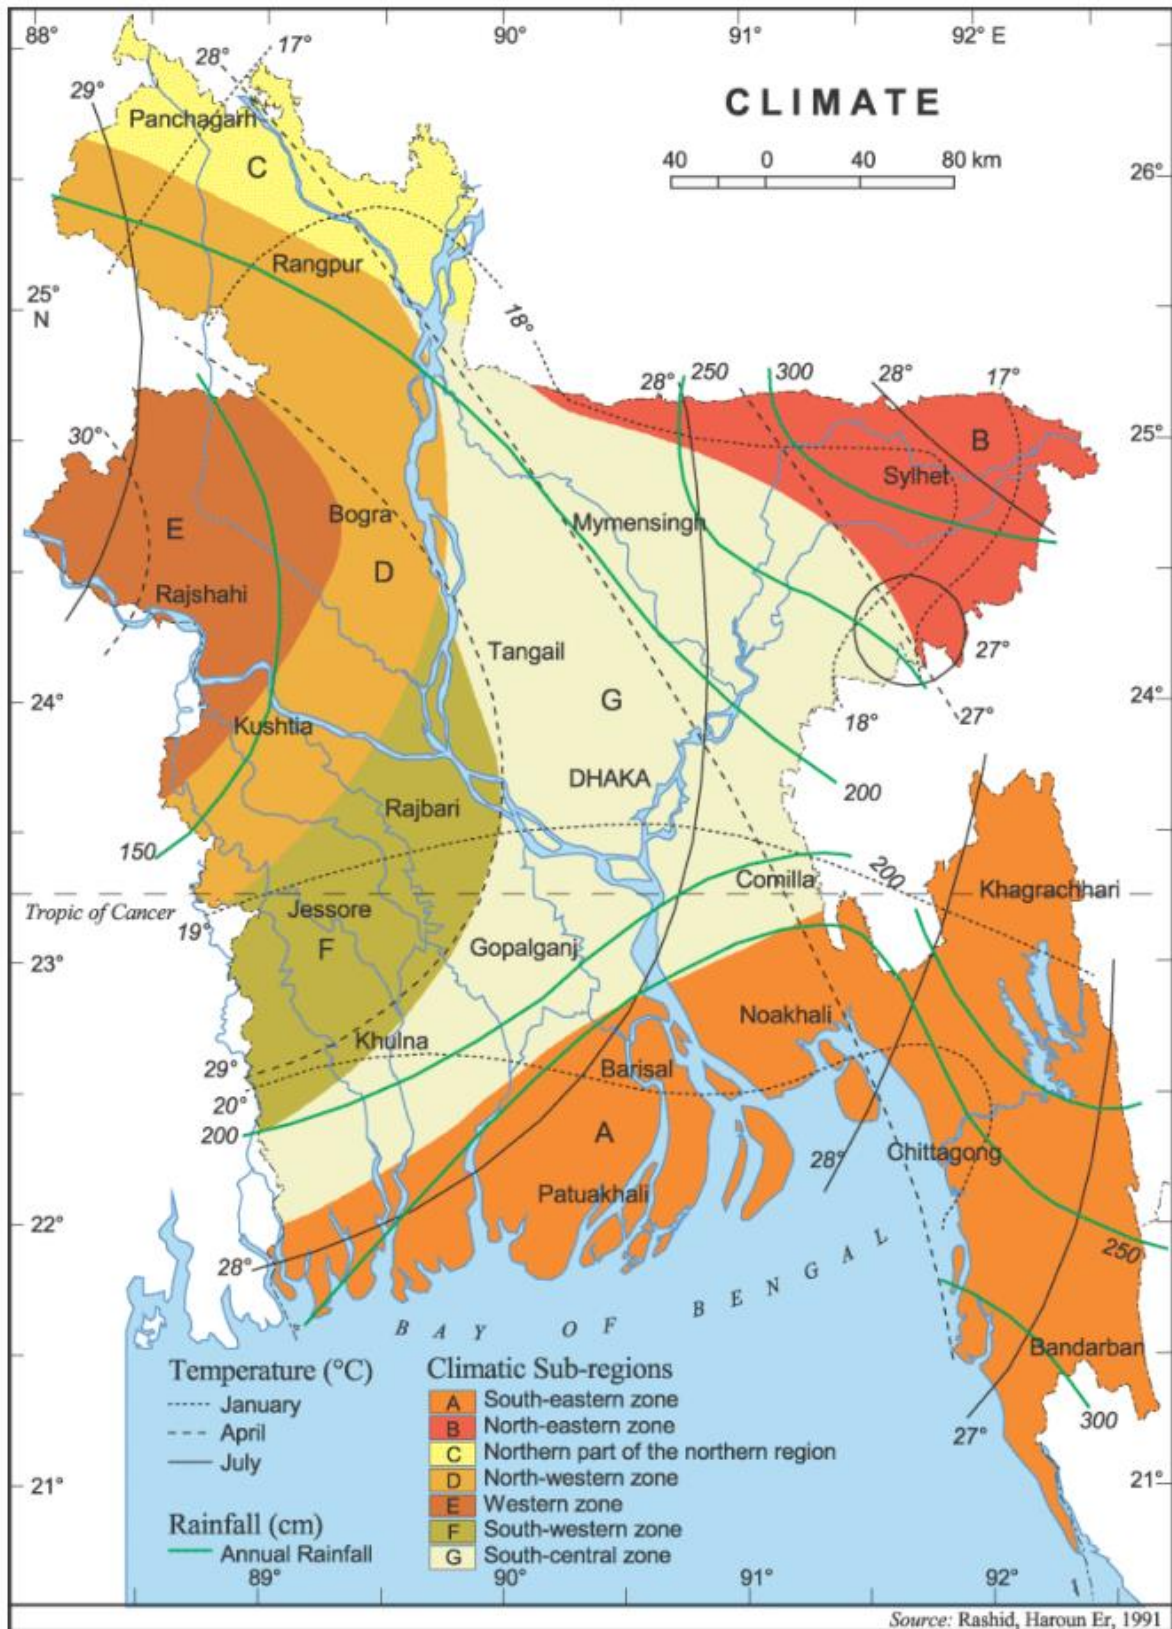 88° 90° 91° 92° E
17°
28°
29°
CLIMATE
Panchagarh
C
40 0 40 80 km
26°
Rangpur
25°
N
18°
28° 250 300 28° 17°
25°
B
30°
Sylhet
Bogra
Mymensingh
E
D
Rajshahi
Tangail
27°
G
24°
24°
18°
27°
Kushtia
DHAKA
200
Rajbari
150
Comilla
200
Khagrachhari
Tropic of Cancer
Jessore
19°
F
Gopalganj
23°
23°
Noakhali
Khulna
29°
Barisal
20°
200
A
28°
Chittagong
Patuakhali
22°
22°
250
28°
BAY OF BENGAL
Bandarban
300
27°
Temperature (°C)
January
April
July
Rainfall (cm)
Annual Rainfall
Climatic Sub-regions
A South-eastern zone
B North-eastern zone
C Northern part of the northern region
D North-western zone
E Western zone
F South-western zone
G South-central zone
21°
21°
89° 90° 91° 92°
Source: Rashid, Haroun Er, 1991